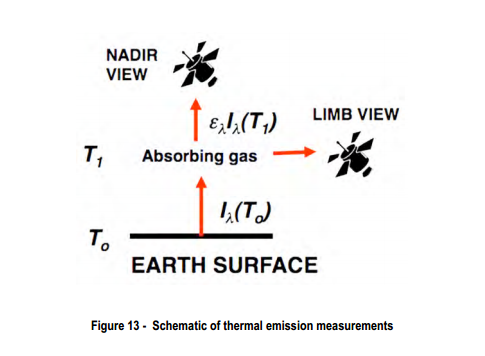 NADIR
VIEW
ελIλ(T1)
LIMB VIEW
T1
Absorbing gas
Iλ(To)
To
EARTH SURFACE
Figure 13 - Schematic of thermal emission measurements